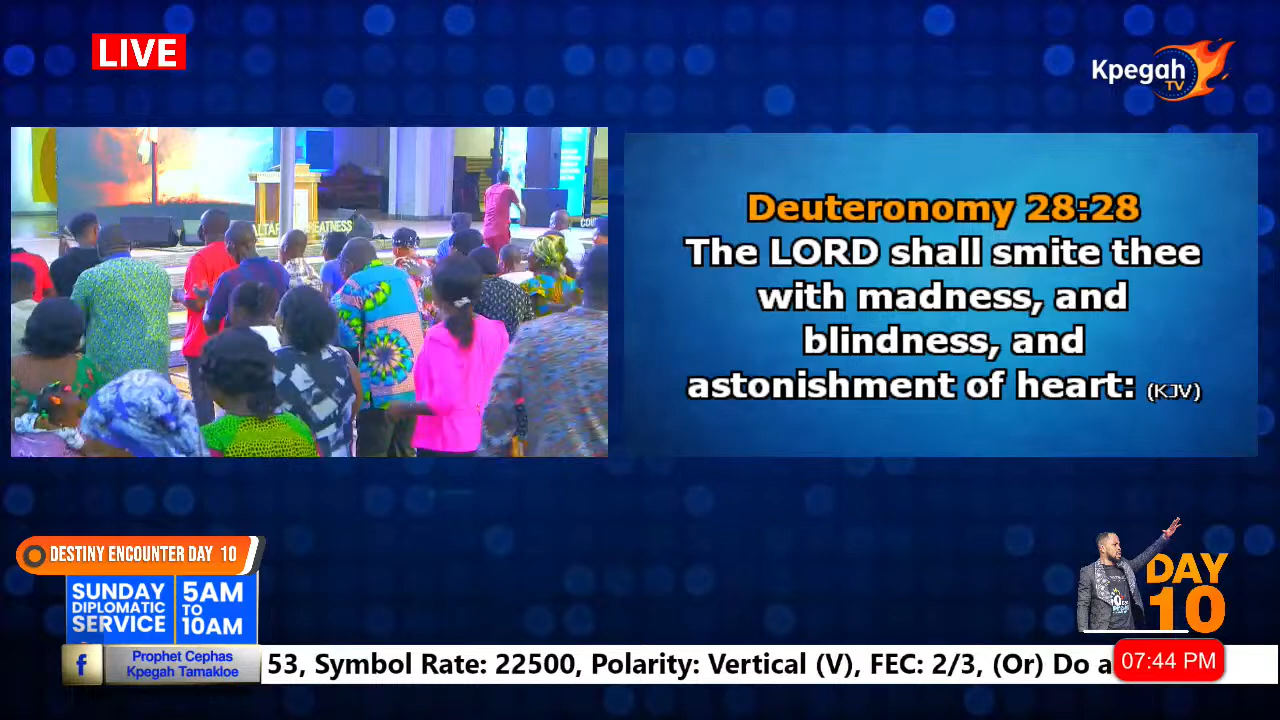 LIVE
Kpegah
TV
ALTAR
GREATNESS
Deuteronomy 28:28
The LORD shall smite thee
with madness, and
blindness, and
astonishment of heart: (KJV)
DESTINY ENCOUNTER DAY 10
SUNDAY
DIPLOMATIC
SERVICE
5AM
TO
10AM
DAY
10
Prophet Cephas
Kpegah Tamakloe
53, Symbol Rate: 22500, Polarity: Vertical (V), FEC: 2/3, (Or) Do a
07:44 PM